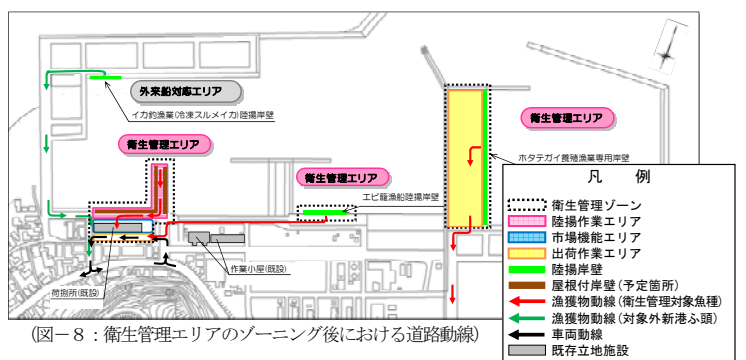 外来船対応エリア
イカ釣漁業(冷凍スルメイカ)陸揚岸壁
衛生管理エリア
衛生管理エリア
衛生管理エリア
エビ籠漁船陸揚岸壁
ホタテガイ養殖漁業専用岸壁
荷捌所(既設)
作業小屋(既設)
凡 例
衛生管理ゾーン
陸揚作業エリア
市場機能エリア
出荷作業エリア
陸揚岸壁
屋根付岸壁(予定箇所)
漁獲物動線(衛生管理対象魚種)
漁獲物動線(対象外新港ふ頭)
車両動線
既存立地施設
(図－8：衛生管理エリアのゾーニング後における道路動線)